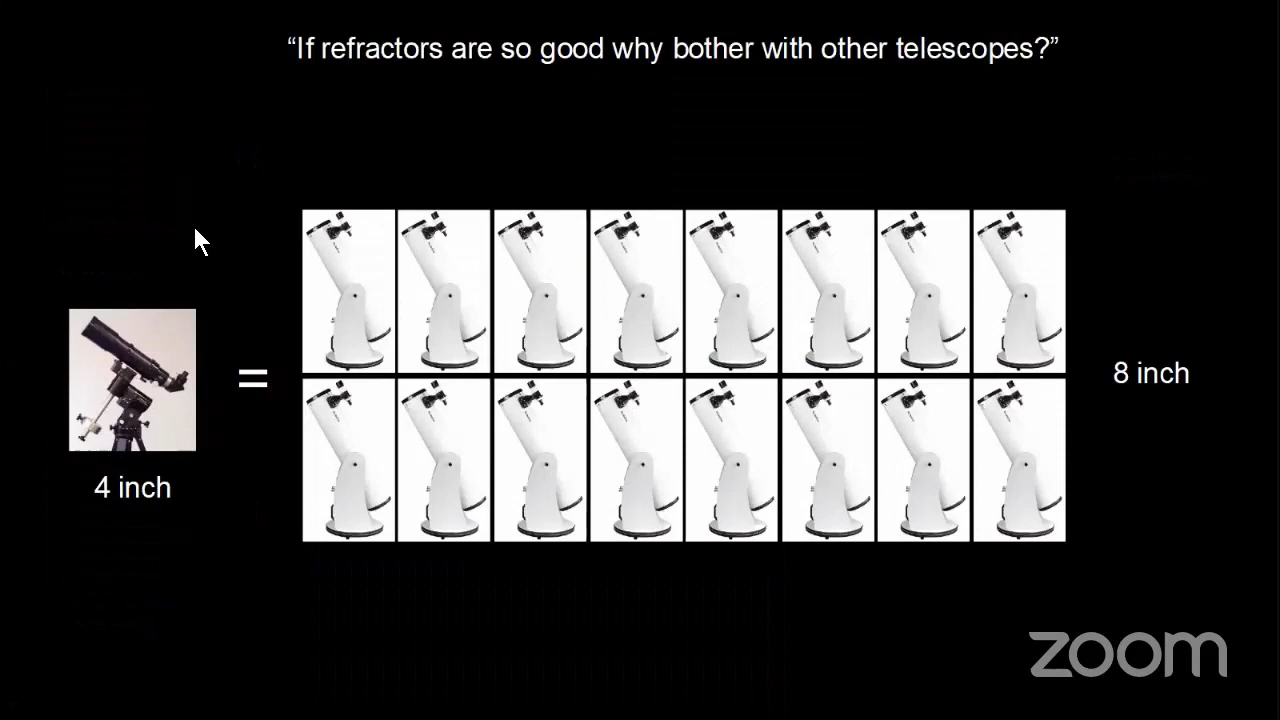 “If refractors are so good why bother with other telescopes?”
=
4 inch
8 inch
zoom